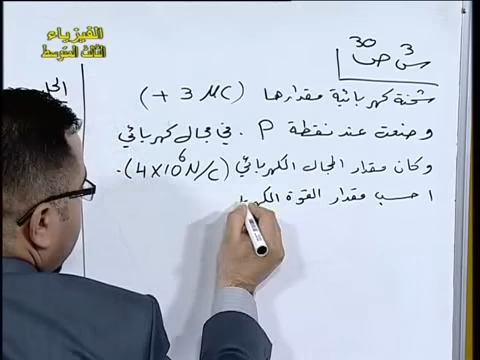 الفيزياء
الثالث المتوسط
س3 ص30
الحل
شحنة كهربائية مقدارها (+ 3 μC)
وضعت عند نقطة P . في مجال كهربائي
وكان مقدار المجال الكهربائي (4×10⁶ N/C).
احسب مقدار القوة الكهربا